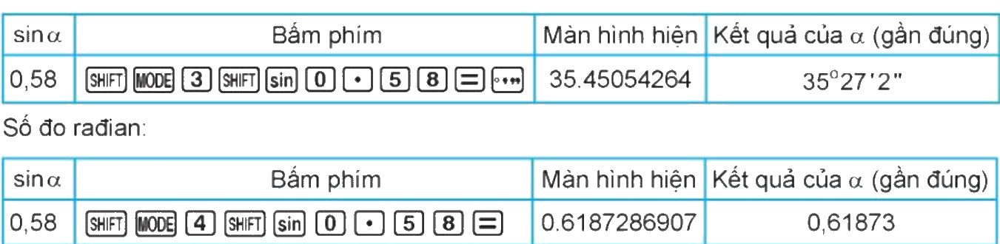 sin α Bấm phím Màn hình hiện Kết quả của α (gần đúng)
0,58 SHIFT MODE 3 SHIFT sin 0 • 5 8 = °'" 35.45054264 35°27'2"
Số đo rađian:
sin α Bấm phím Màn hình hiện Kết quả của α (gần đúng)
0,58 SHIFT MODE 4 SHIFT sin 0 • 5 8 = 0.6187286907 0,61873